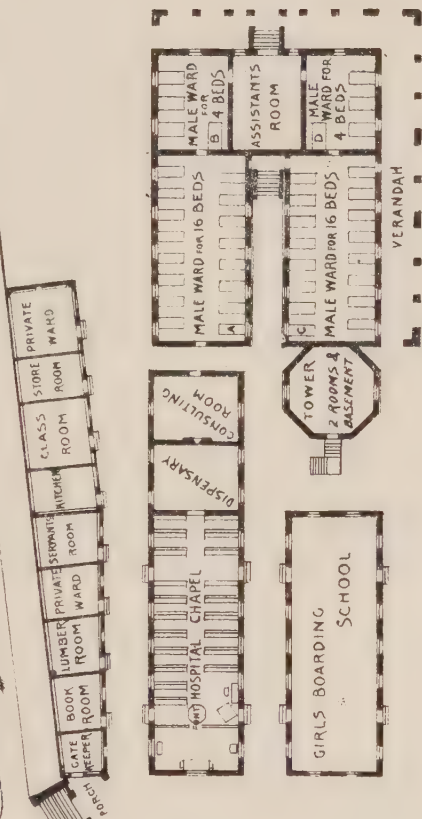 MALE WARD
FOR
4 BEDS
B
ASSISTANTS
ROOM
MALE
WARD FOR
4 BEDS
D
MALE WARD FOR 16 BEDS
A
MALE WARD FOR 16 BEDS
C
VERANDAH
PRIVATE
WARD
STORE
ROOM
CLASS
ROOM
KITCHEN
SERVANTS
ROOM
PRIVATE
WARD
LUMBER
ROOM
BOOK
ROOM
GATE
KEEPER
PORCH
CONSULTING
ROOM
DISPENSARY
HOSPITAL CHAPEL
FONT
TOWER
2 ROOMS &
BASEMENT
GIRLS BOARDING
SCHOOL